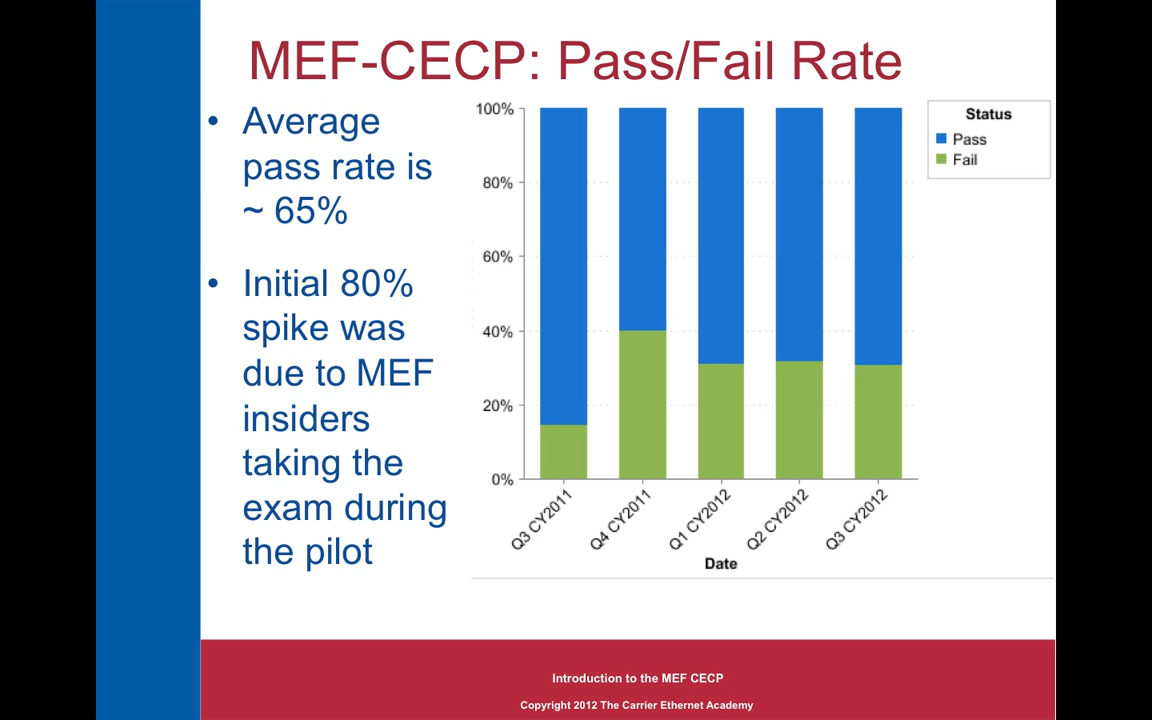 MEF-CECP: Pass/Fail Rate
• Average
pass rate is
~ 65%
• Initial 80%
spike was
due to MEF
insiders
taking the
exam during
the pilot
100%
80%
60%
40%
20%
0%
Q3 CY2011
Q4 CY2011
Q1 CY2012
Q2 CY2012
Q3 CY2012
Date
Status
Pass
Fail
Introduction to the MEF CECP
Copyright 2012 The Carrier Ethernet Academy